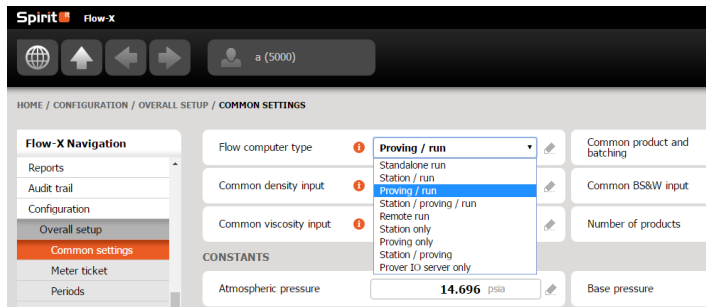 Spirit IT Flow-X
a (5000)
HOME / CONFIGURATION / OVERALL SETUP / COMMON SETTINGS
Flow-X Navigation
Reports
Audit trail
Configuration
Overall setup
Common settings
Meter ticket
Periods
Flow computer type
Proving / run
Common product and
batching
Standalone run
Station / run
Proving / run
Station / proving / run
Remote run
Station only
Proving only
Station / proving
Prover IO server only
Common density input
Common BS&W input
Common viscosity input
Number of products
CONSTANTS
Atmospheric pressure
14.696 psia
Base pressure